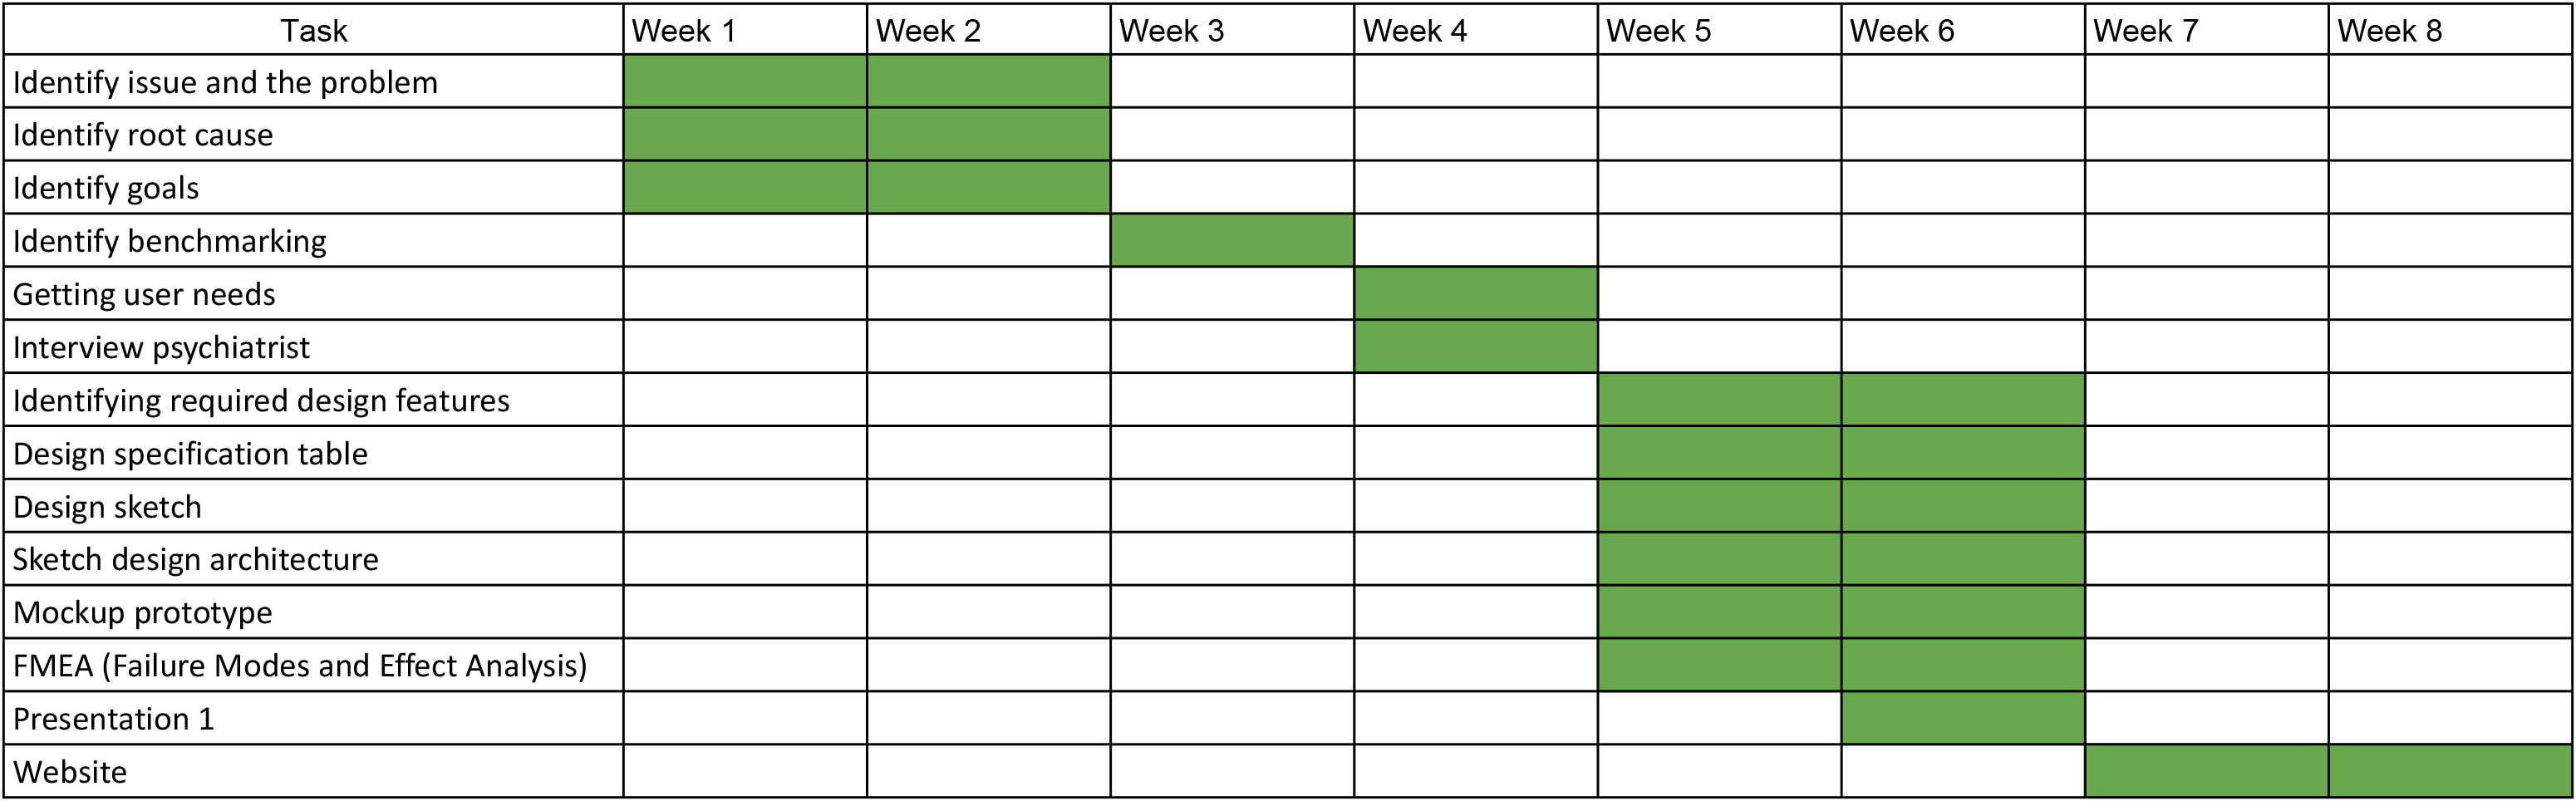 Task Week 1 Week 2 Week 3 Week 4 Week 5 Week 6 Week 7 Week 8
Identify issue and the problem
Identify root cause
Identify goals
Identify benchmarking
Getting user needs
Interview psychiatrist
Identifying required design features
Design specification table
Design sketch
Sketch design architecture
Mockup prototype
FMEA (Failure Modes and Effect Analysis)
Presentation 1
Website